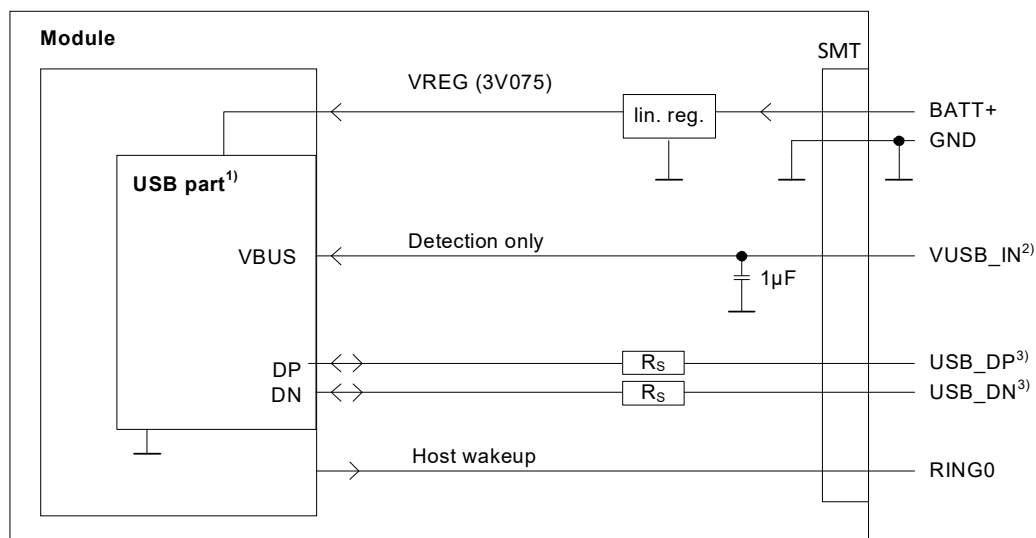 Module
SMT
VREG (3V075)
lin. reg.
BATT+
GND
USB part1)
Detection only
VBUS
VUSB_IN2)
1µF
DP
RS
USB_DP3)
DN
RS
USB_DN3)
Host wakeup
RING0